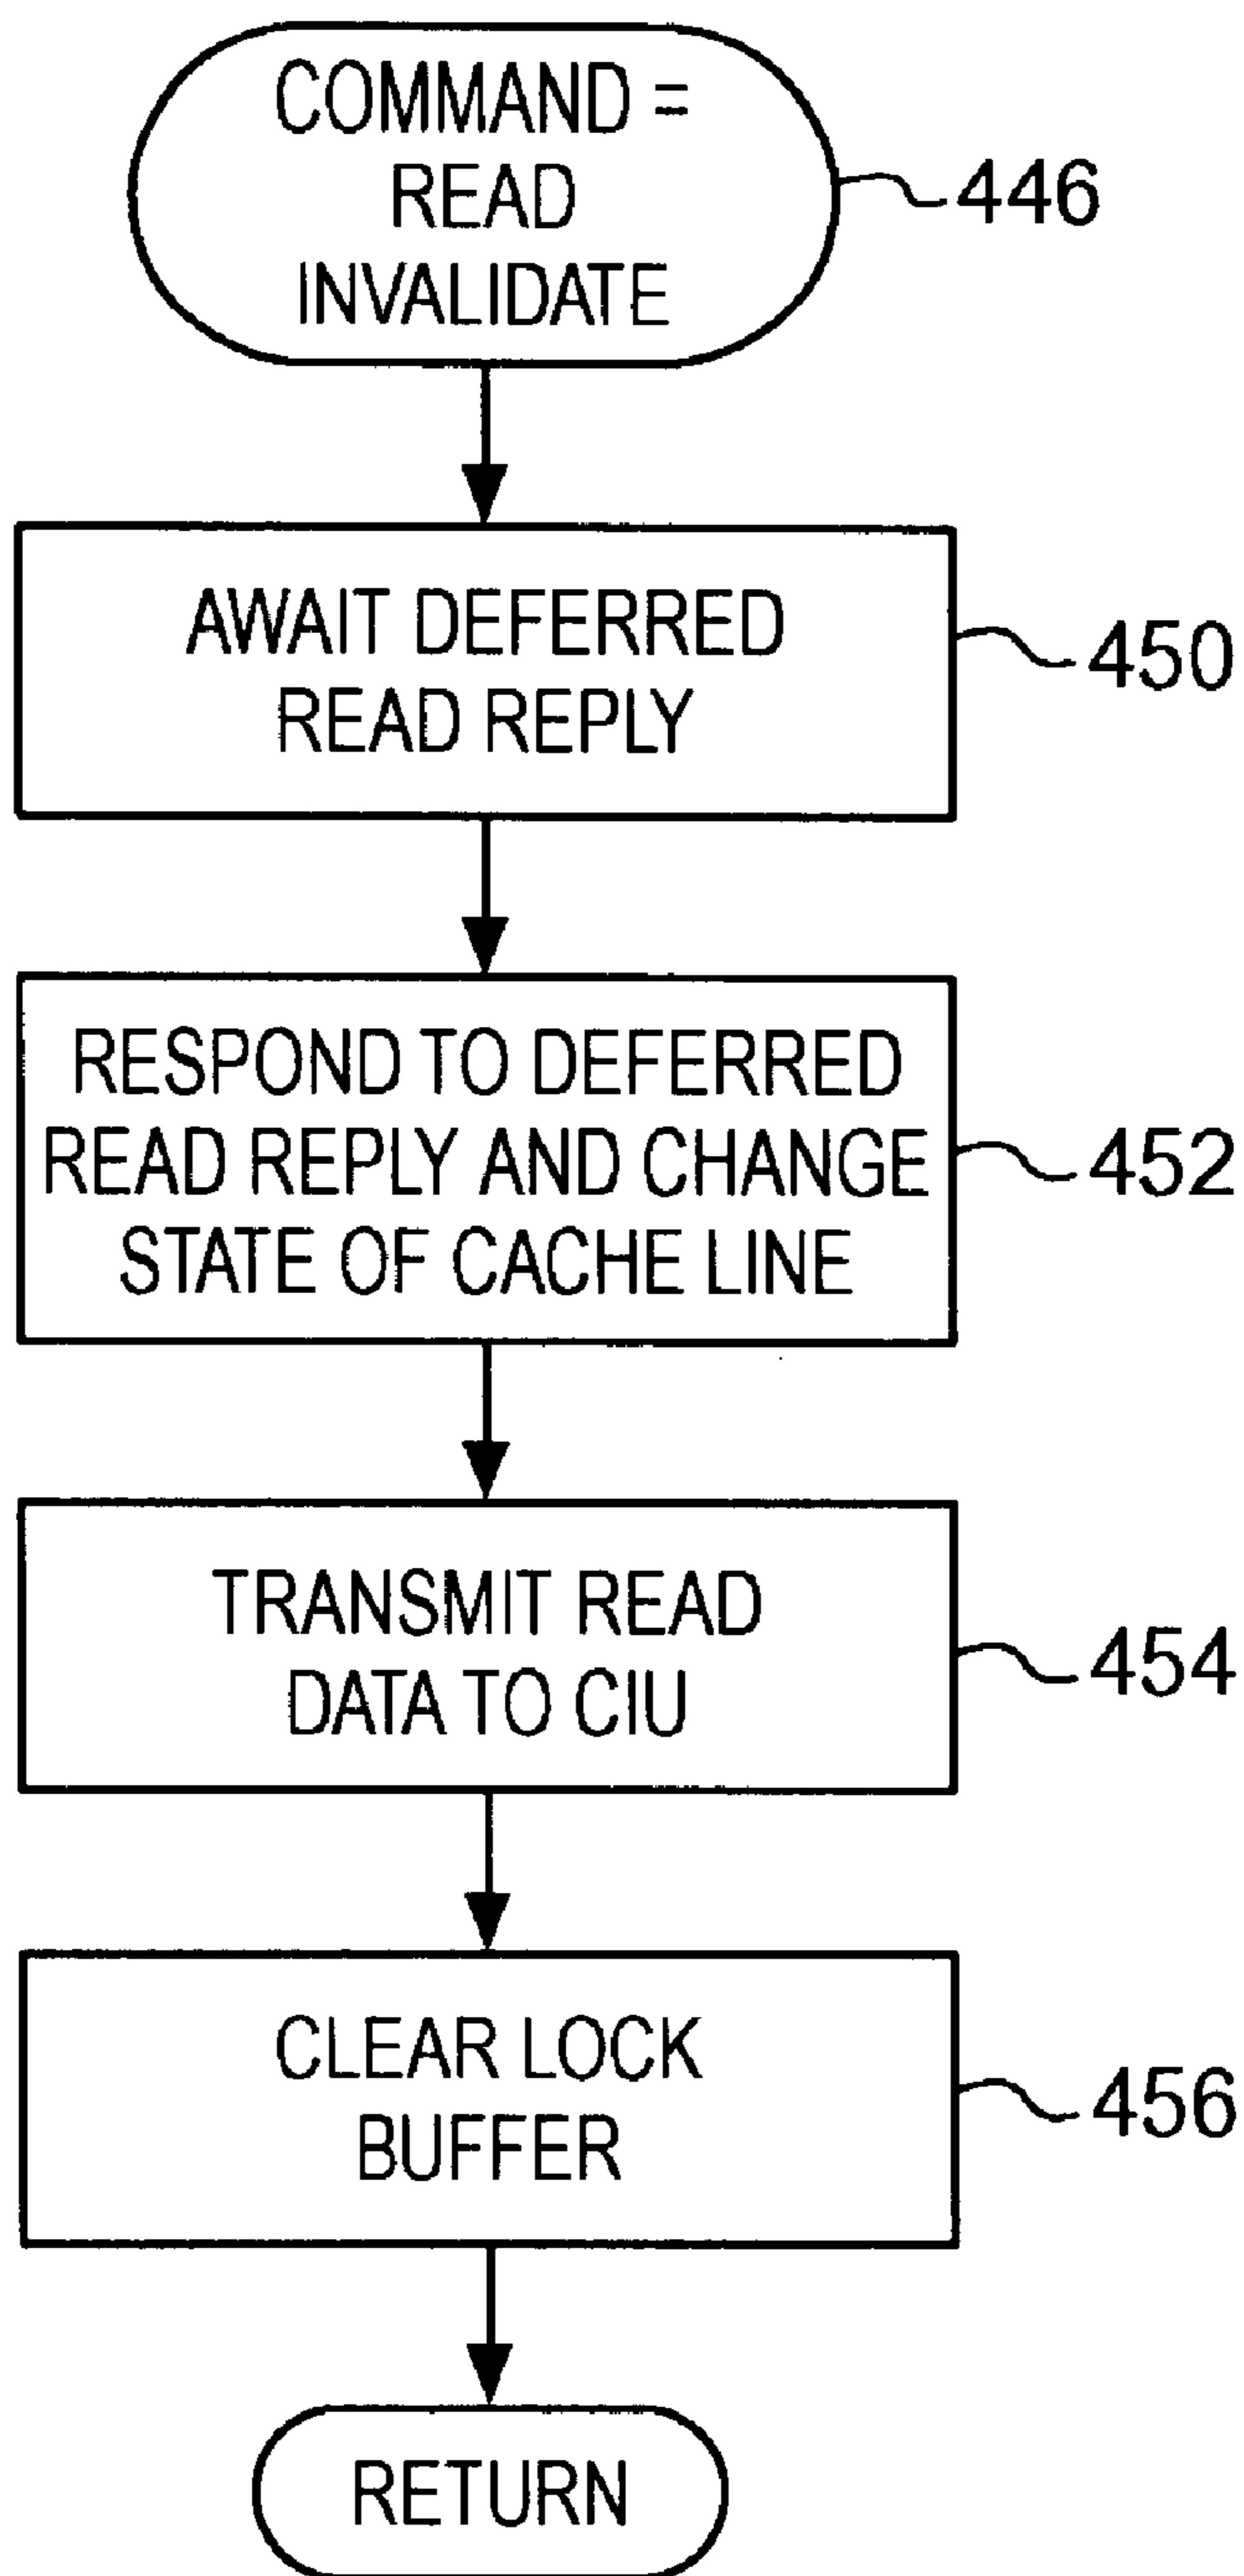 COMMAND =
READ
INVALIDATE
446
AWAIT DEFERRED
READ REPLY
450
RESPOND TO DEFERRED
READ REPLY AND CHANGE
STATE OF CACHE LINE
452
TRANSMIT READ
DATA TO CIU
454
CLEAR LOCK
BUFFER
456
RETURN